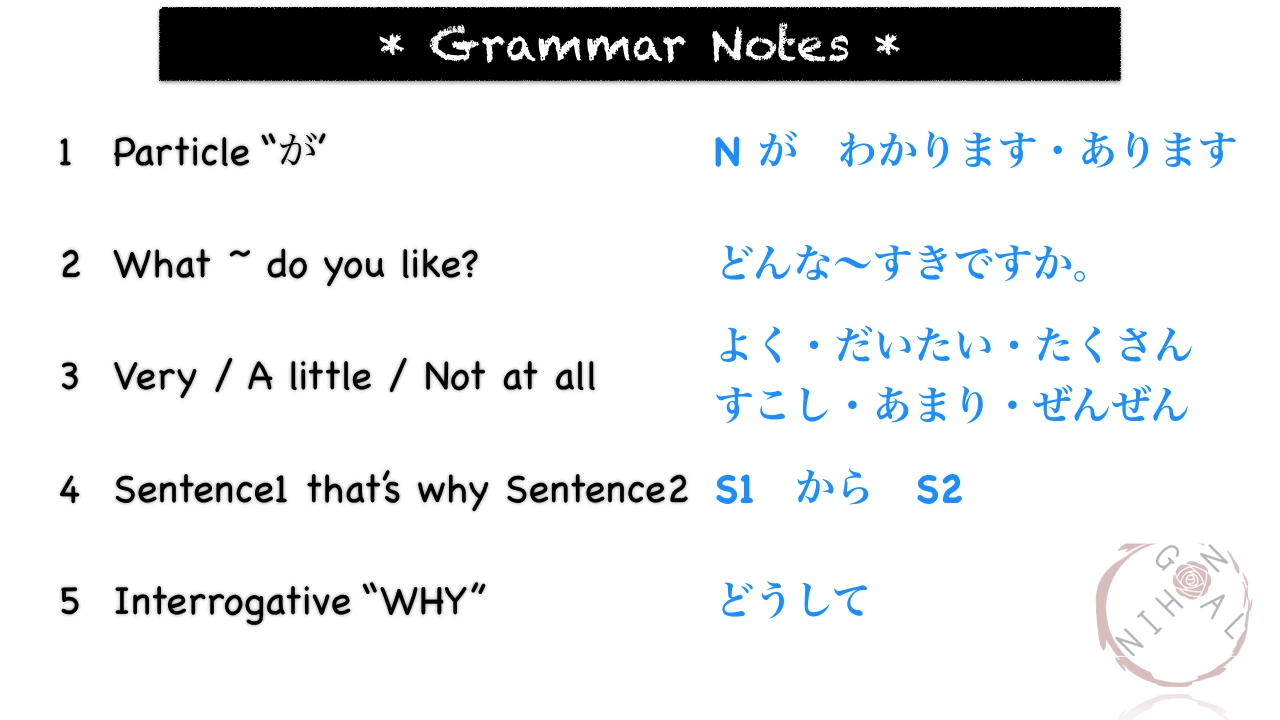 * Grammar Notes *
1 Particle “が” N が わかります・あります
2 What ~ do you like? どんな〜すきですか。
3 Very / A little / Not at all よく・だいたい・たくさん
すこし・あまり・ぜんぜん
4 Sentence1 that's why Sentence2 S1 から S2
5 Interrogative “WHY” どうして
NIHONGAL